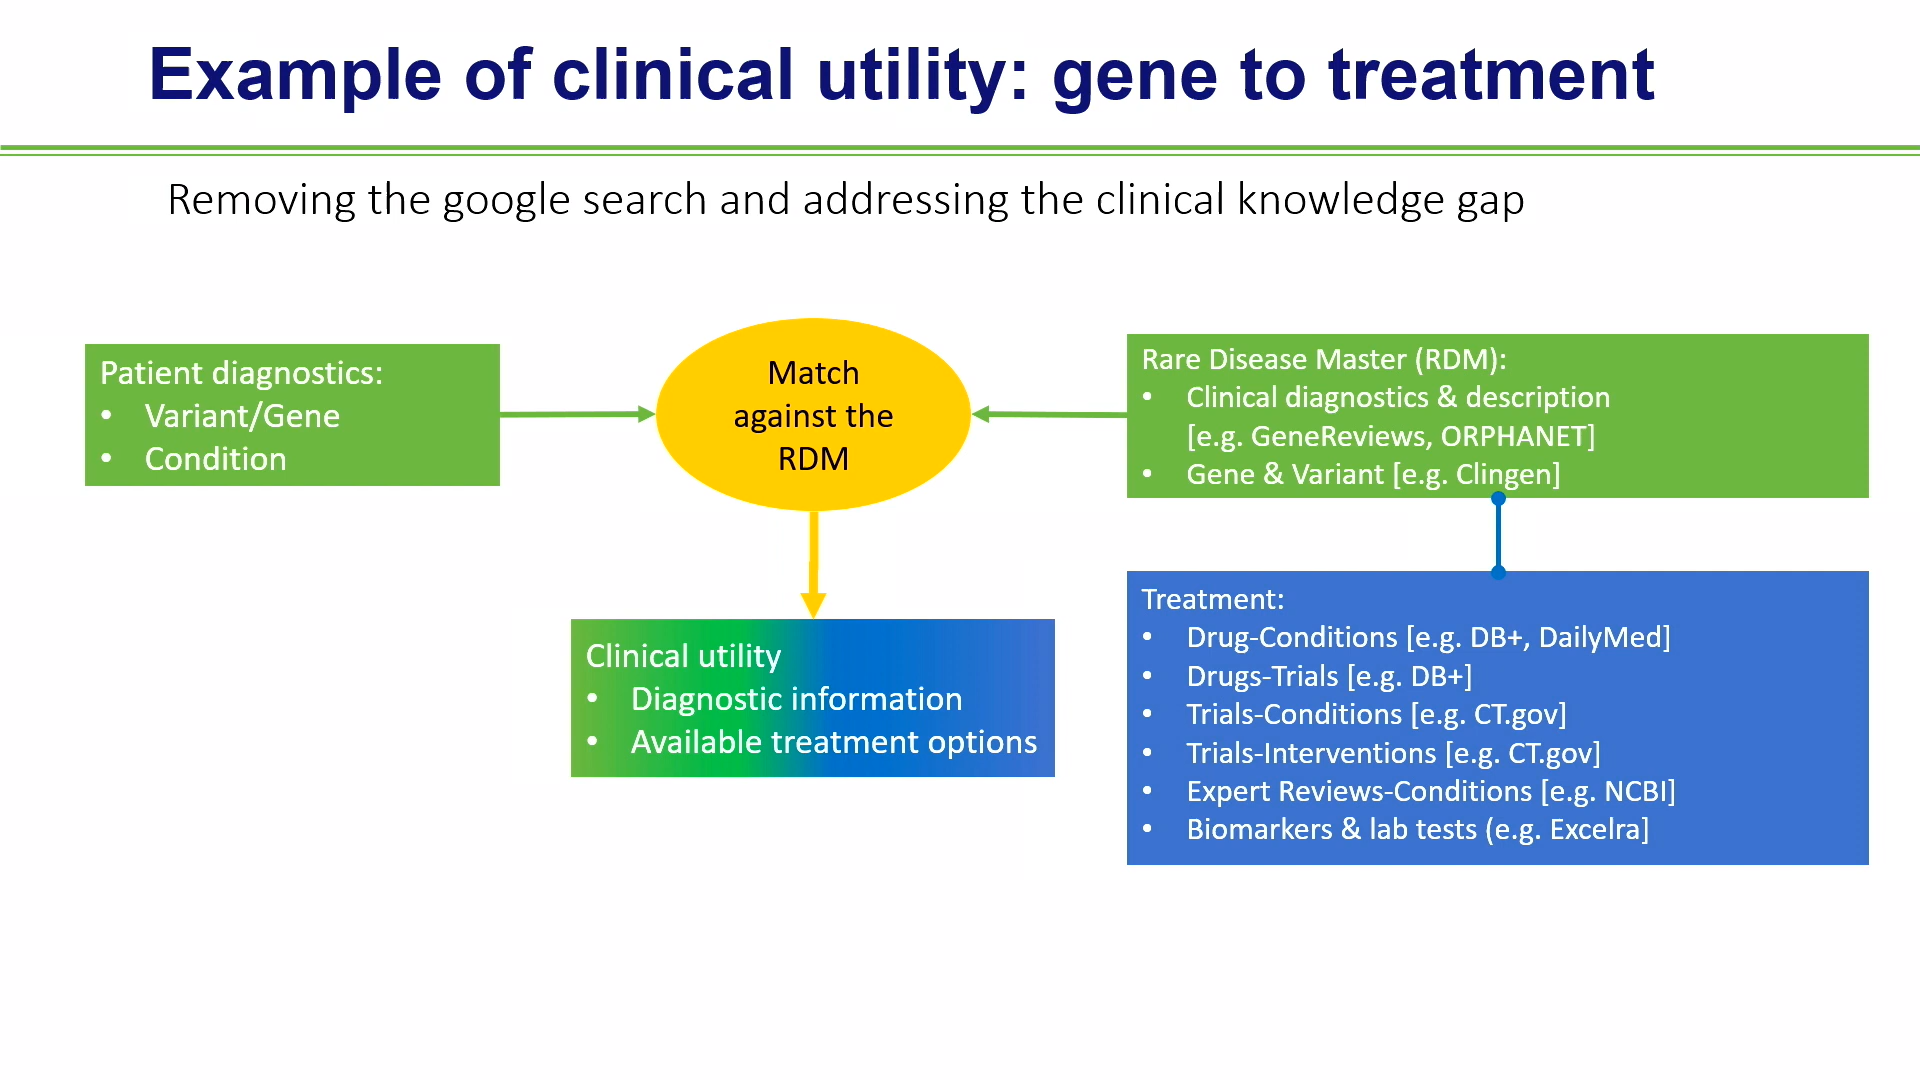 Example of clinical utility: gene to treatment
Removing the google search and addressing the clinical knowledge gap
Patient diagnostics:
• Variant/Gene
• Condition
Match
against the
RDM
Rare Disease Master (RDM):
• Clinical diagnostics & description
[e.g. GeneReviews, ORPHANET]
• Gene & Variant [e.g. Clingen]
Clinical utility
• Diagnostic information
• Available treatment options
Treatment:
• Drug-Conditions [e.g. DB+, DailyMed]
• Drugs-Trials [e.g. DB+]
• Trials-Conditions [e.g. CT.gov]
• Trials-Interventions [e.g. CT.gov]
• Expert Reviews-Conditions [e.g. NCBI]
• Biomarkers & lab tests (e.g. Excelra]